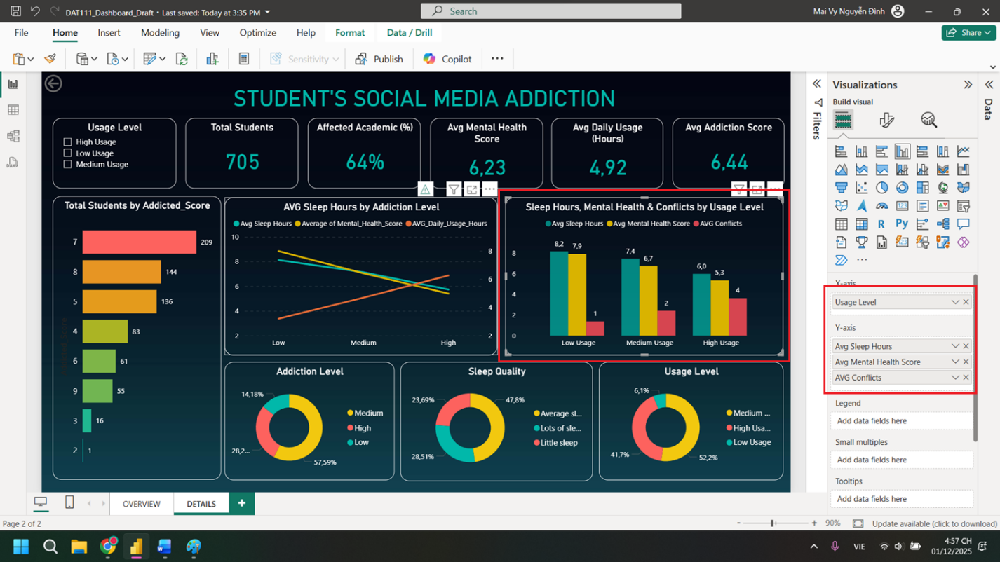 DAT111_Dashboard_Draft • Last saved: Today at 3:35 PM
Search
Mai Vy Nguyễn Đình
File Home Insert Modeling View Optimize Help Format Data / Drill
Share
Sensitivity Publish Copilot
STUDENT'S SOCIAL MEDIA ADDICTION
Usage Level
High Usage
Low Usage
Medium Usage
Total Students
705
Affected Academic (%)
64%
Avg Mental Health
Score
6,23
Avg Daily Usage
(Hours)
4,92
Avg Addiction Score
6,44
Total Students by Addicted_Score
7 209
8 144
5 136
4 83
6 61
9 55
3 16
2 1
AVG Sleep Hours by Addiction Level
Avg Sleep Hours Average of Mental_Health_Score AVG_Daily_Usage_Hours
10
8 8
6 6
4 4
2 2
Low Medium High
Sleep Hours, Mental Health & Conflicts by Usage Level
Avg Sleep Hours Avg Mental Health Score AVG Conflicts
8
6
4
2
0
8,2 7,9 1
7,4 6,7 2
6,0 5,3 4
Low Usage Medium Usage High Usage
Addiction Level
14,18%
28,2...
57,59%
Medium
High
Low
Sleep Quality
23,69%
47,8%
28,51%
Average sl...
Lots of sle...
Little sleep
Usage Level
6,1%
41,7%
52,2%
Medium ...
High Usa...
Low Usage
Filters
Visualizations
Build visual
R Py
123
X-axis
Usage Level
Y-axis
Avg Sleep Hours
Avg Mental Health Score
AVG Conflicts
Legend
Add data fields here
Small multiples
Add data fields here
Tooltips
Add data fields here
Data
DAX
OVERVIEW DETAILS +
Page 2 of 2
- + 90% Update available (click to download)
VIE
4:57 CH
01/12/2025